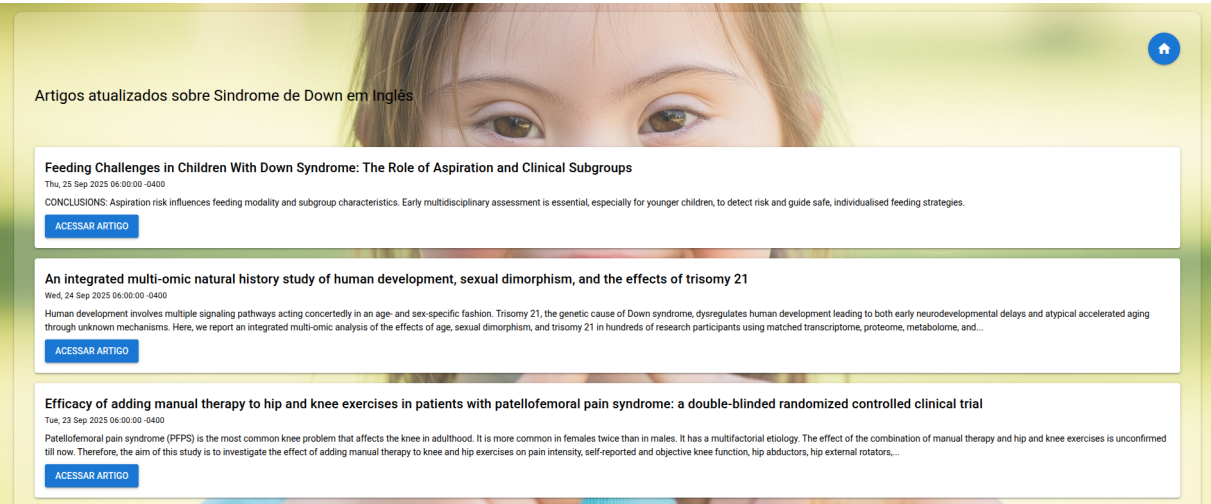 Artigos atualizados sobre Sindrome de Down em Inglês
Feeding Challenges in Children With Down Syndrome: The Role of Aspiration and Clinical Subgroups
Thu, 25 Sep 2025 06:00:00 -0400
CONCLUSIONS: Aspiration risk influences feeding modality and subgroup characteristics. Early multidisciplinary assessment is essential, especially for younger children, to detect risk and guide safe, individualised feeding strategies.
ACESSAR ARTIGO
An integrated multi-omic natural history study of human development, sexual dimorphism, and the effects of trisomy 21
Wed, 24 Sep 2025 06:00:00 -0400
Human development involves multiple signaling pathways acting concertedly in an age- and sex-specific fashion. Trisomy 21, the genetic cause of Down syndrome, dysregulates human development leading to both early neurodevelopmental delays and atypical accelerated aging
through unknown mechanisms. Here, we report an integrated multi-omic analysis of the effects of age, sexual dimorphism, and trisomy 21 in hundreds of research participants using matched transcriptome, proteome, metabolome, and...
ACESSAR ARTIGO
Efficacy of adding manual therapy to hip and knee exercises in patients with patellofemoral pain syndrome: a double-blinded randomized controlled clinical trial
Tue, 23 Sep 2025 06:00:00 -0400
Patellofemoral pain syndrome (PFPS) is the most common knee problem that affects the knee in adulthood. It is more common in females twice than in males. It has a multifactorial etiology. The effect of the combination of manual therapy and hip and knee exercises is unconfirmed
till now. Therefore, the aim of this study is to investigate the effect of adding manual therapy to knee and hip exercises on pain intensity, self-reported and objective knee function, hip abductors, hip external rotators,...
ACESSAR ARTIGO